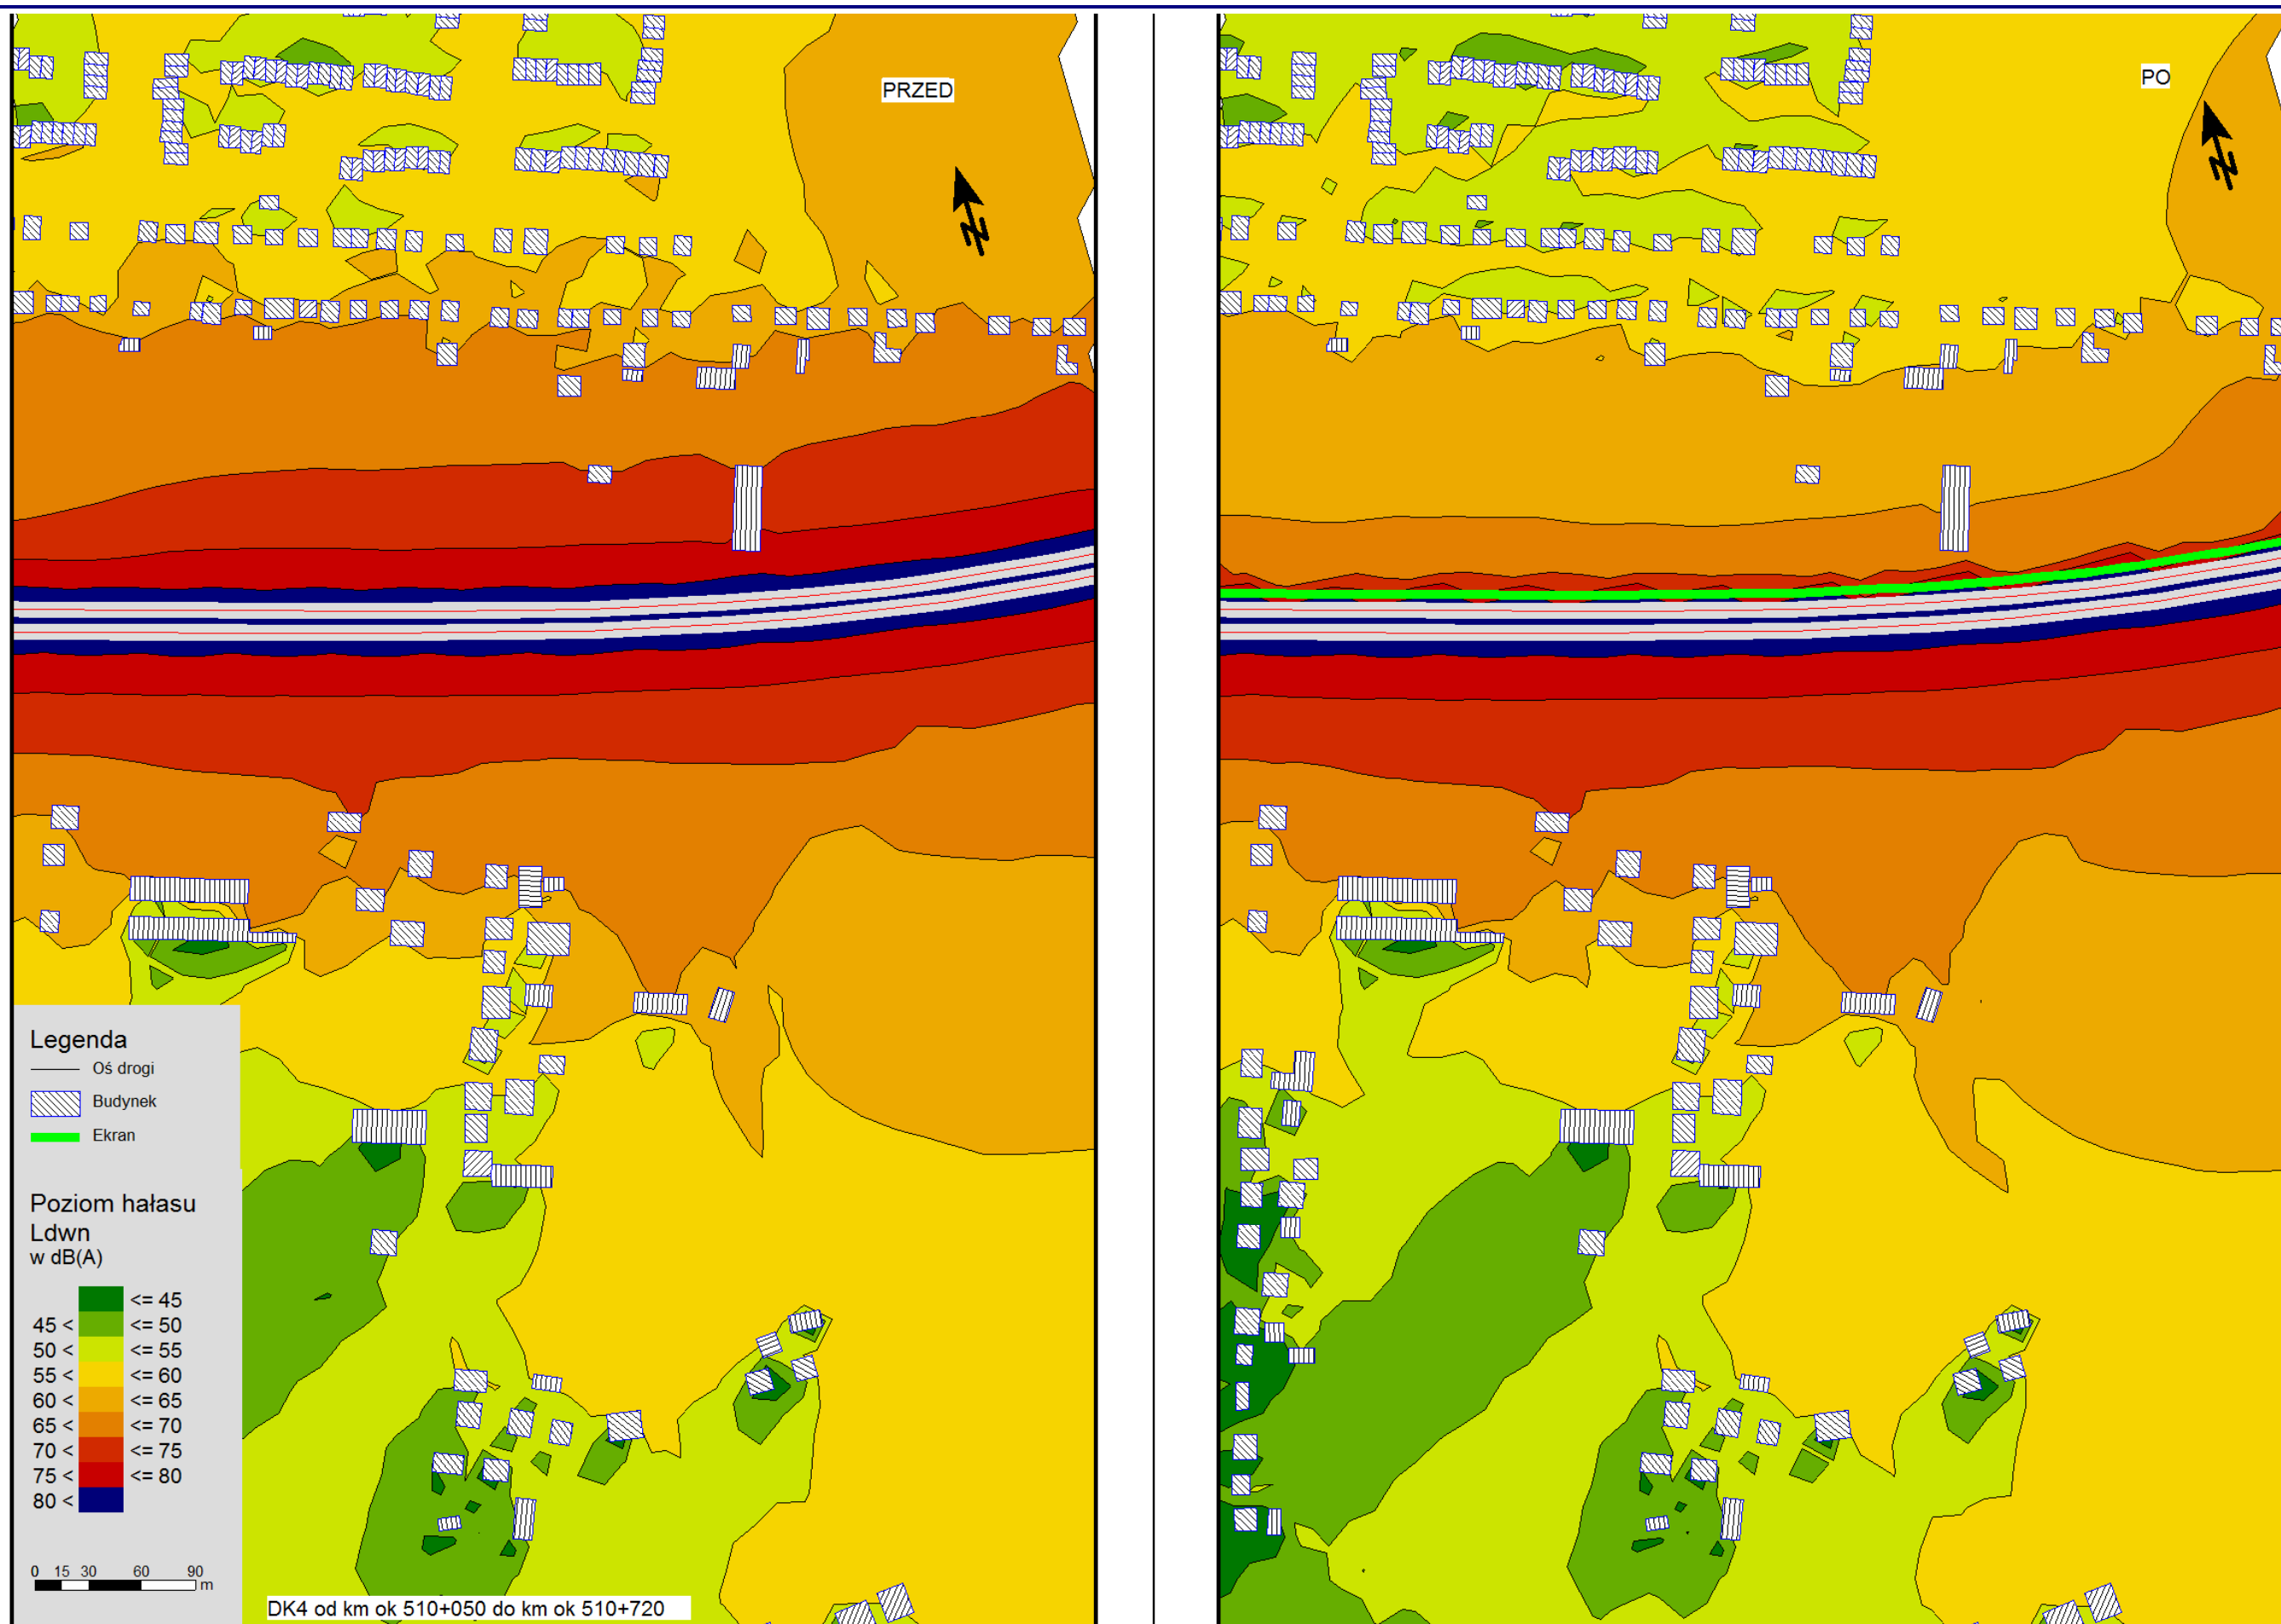 PRZED
PO
N
N
Legenda
Oś drogi
Budynek
Ekran
Poziom hałasu
Ldwn
w dB(A)
<= 45
45 < <= 50
50 < <= 55
55 < <= 60
60 < <= 65
65 < <= 70
70 < <= 75
75 < <= 80
80 <
0 15 30 60 90
m
DK4 od km ok 510+050 do km ok 510+720